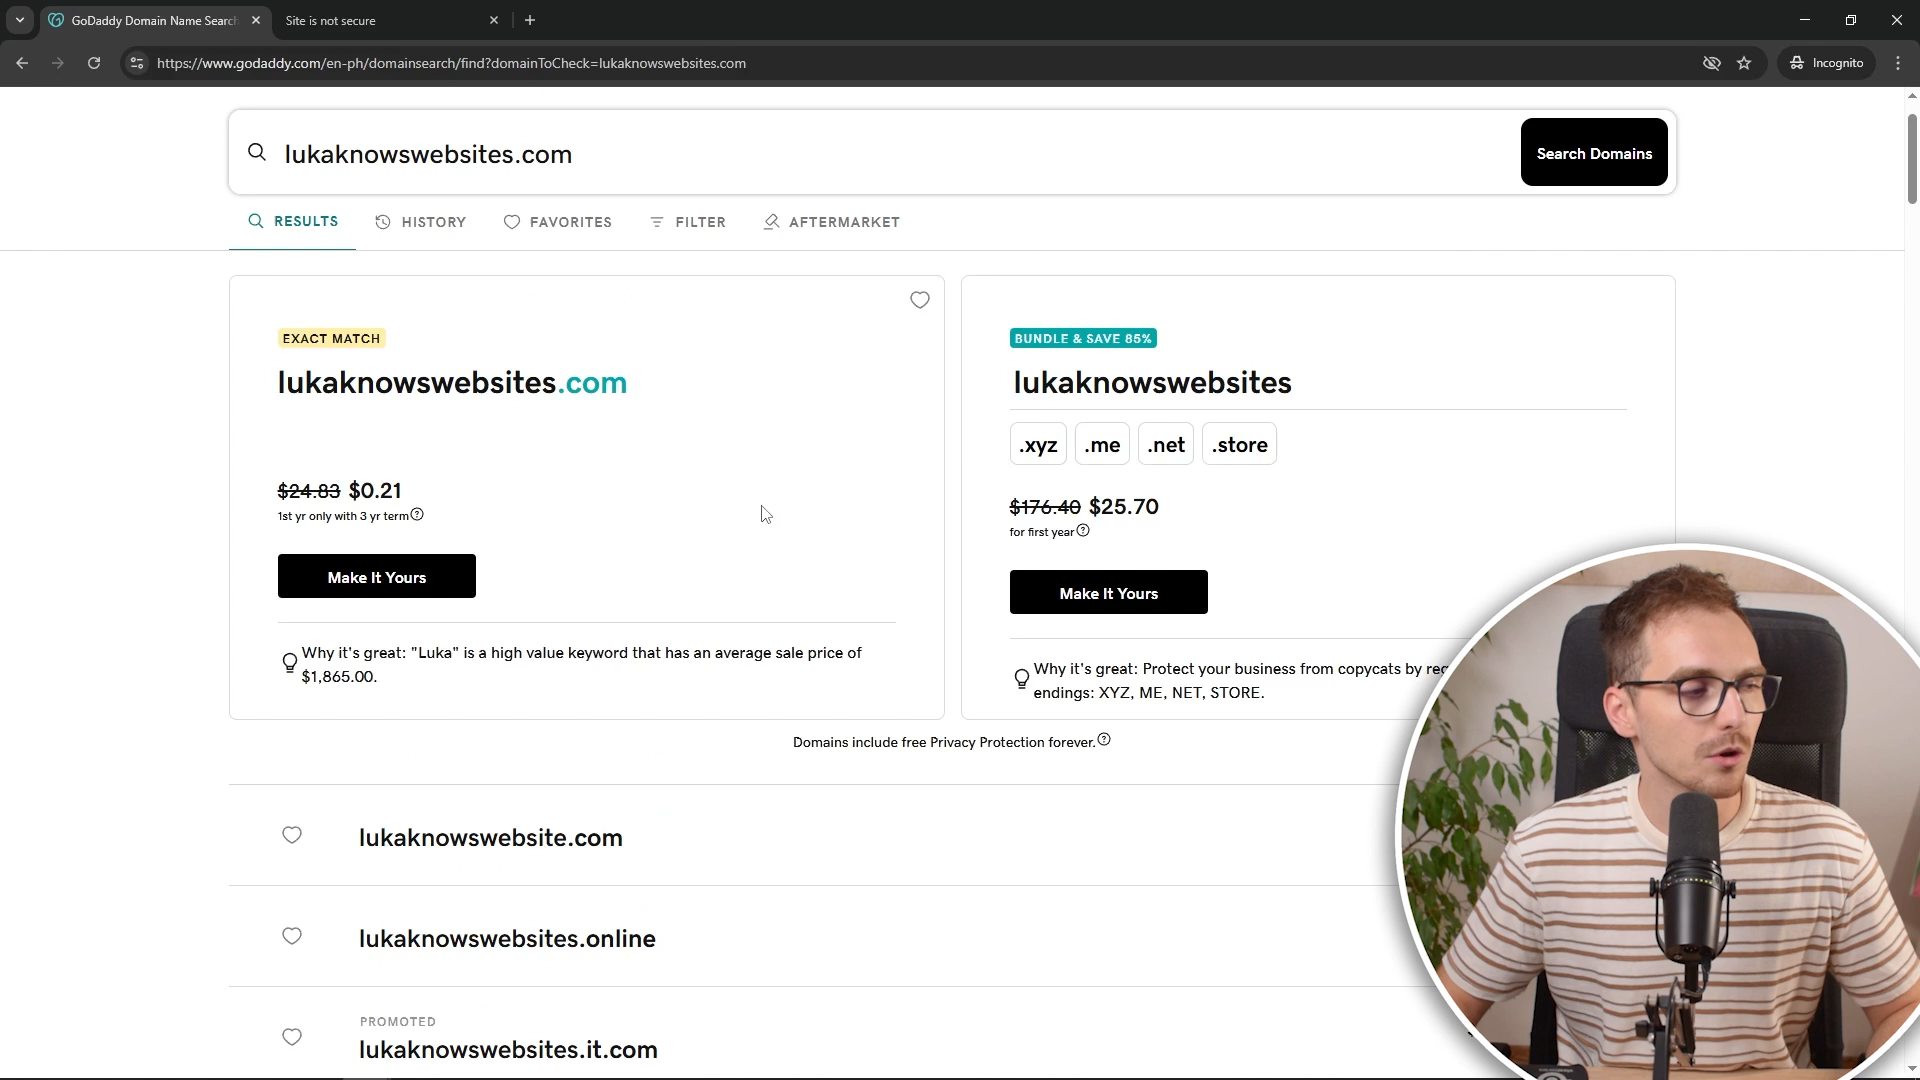 GoDaddy Domain Name Search
Site is not secure
https://www.godaddy.com/en-ph/domainsearch/find?domainToCheck=lukaknowswebsites.com
Incognito
lukaknowswebsites.com
Search Domains
RESULTS
HISTORY
FAVORITES
FILTER
AFTERMARKET
EXACT MATCH
lukaknowswebsites.com
$24.83 $0.21
1st yr only with 3 yr term
Make It Yours
Why it's great: "Luka" is a high value keyword that has an average sale price of
$1,865.00.
BUNDLE & SAVE 85%
lukaknowswebsites
.xyz
.me
.net
.store
$176.40 $25.70
for first year
Make It Yours
Why it's great: Protect your business from copycats by
endings: XYZ, ME, NET, STORE.
Domains include free Privacy Protection forever.
lukaknowswebsite.com
lukaknowswebsites.online
PROMOTED
lukaknowswebsites.it.com